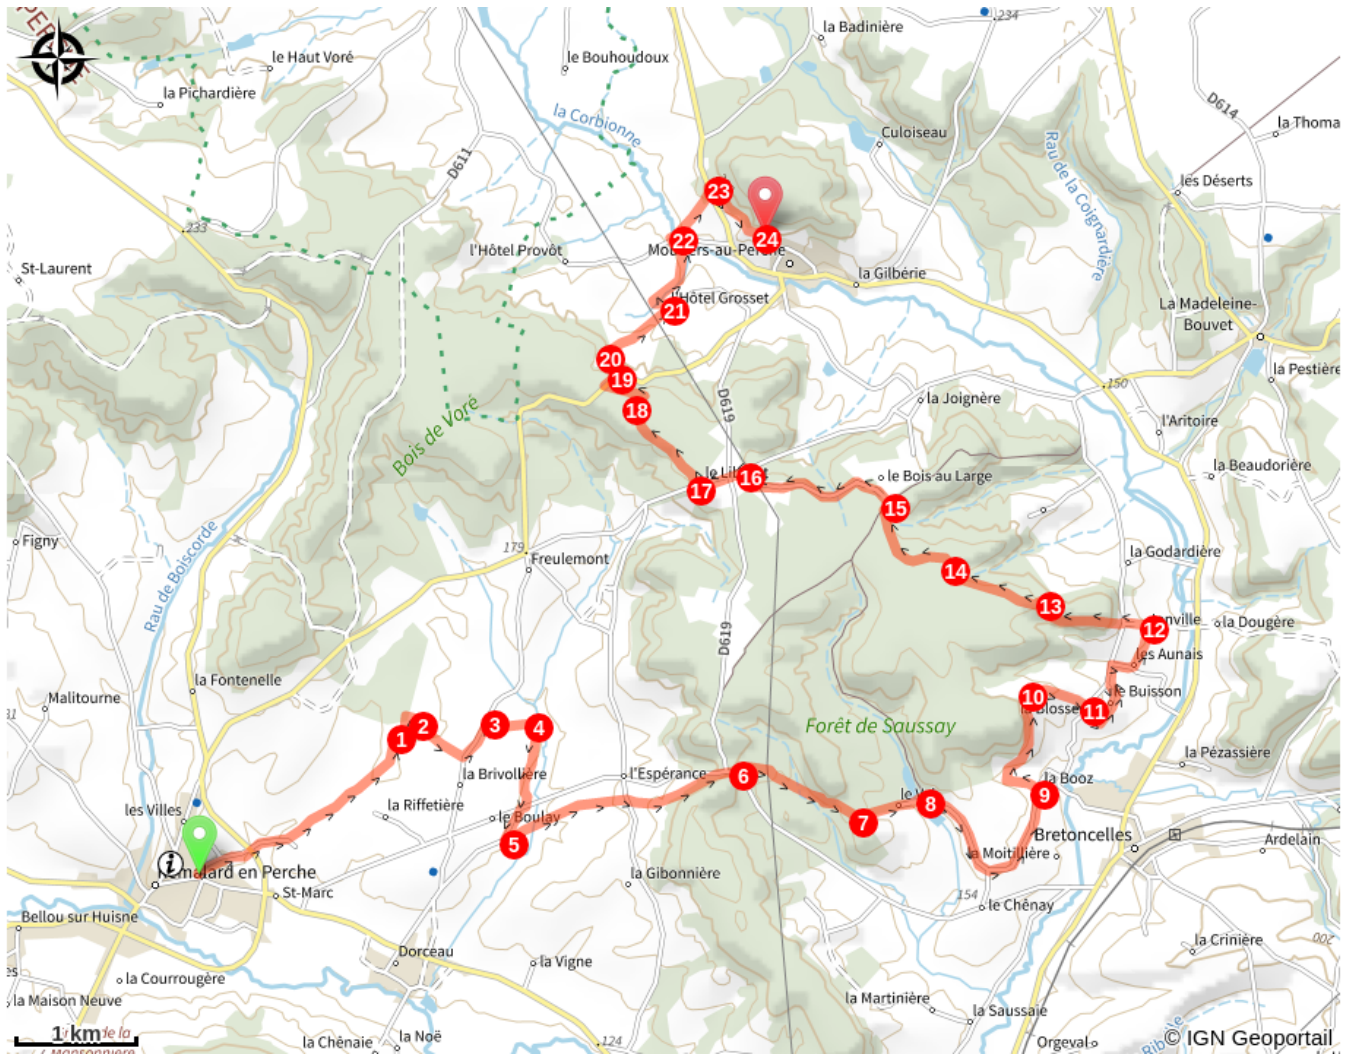 le Haut Voré
la Pichardière
le Bouhoudoux
la Badinière
234
la Corbionne
Culoiseau
D614
la Thoma
D611
Rau de la Coignardière
les Déserts
233
l'Hôtel Provôt
St-Laurent
23
22
24
la Gilbérie
l'Hôtel Grosset
21
La Madeleine-
Bouvet
20
19
150
la Pestière
18
D619
la Joignère
l'Aritoire
Bois de Voré
la Beaudorière
16
17
le Bois au Large
15
Rau de Boiscorde
Figny
179
Freulemont
la Godardière
14
13
D619
12
la Dougère
les Aunais
la Fontenelle
Malitourne
10
le Buisson
11
Forêt de Saussay
1
2
3
4
la Pézassière
la Brivollière
l'Espérance
6
la Booz
les Villes
la Riffetière
le Boulay
8
9
7
5
Bretoncelles
Ardelain
la Moitillière
i
Rémalard en Perche
St-Marc
la Gibonnière
154
le Chênay
Bellou sur Huisne
la Crinière
200
Dorceau
la Vigne
la Courrougère
la Maison Neuve
la Martinière
la Saussaie
1 km
de la
la Chênaie
la Noë
124
Orgeval
© IGN Geoportail